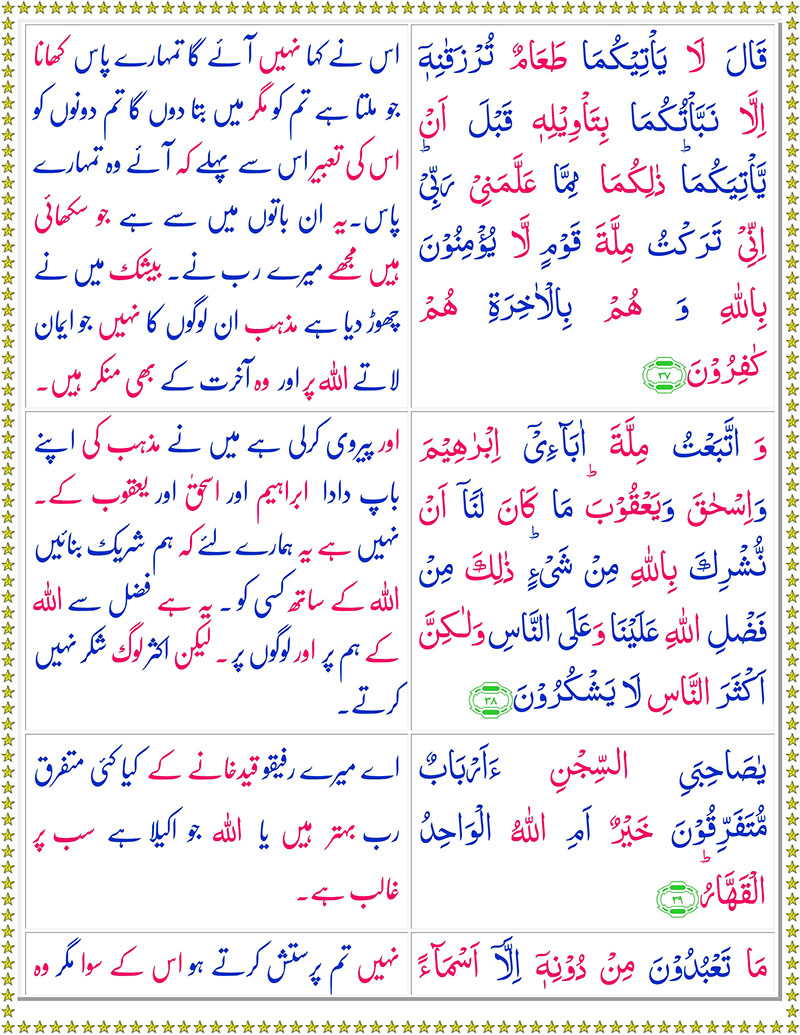 قَالَ لَا يَاْتِيْكُمَا طَعَامٌ تُرْزَقٰنِهٖۤ
اِلَّا نَبَّاْتُكُمَا بِتَاْوِيْلِهٖ قَبْلَ اَنْ
يَّاْتِيَكُمَاؕ ذٰلِكُمَا مِمَّا عَلَّمَنِىْ رَبِّىْؕ
اِنِّىْ تَرَكْتُ مِلَّةَ قَوْمٍ لَّا يُؤْمِنُوْنَ
بِاللّٰهِ وَ هُمْ بِالْاٰخِرَةِ هُمْ
كٰفِرُوْنَ ۳۷
اس نے کہا نہیں آئے گا تمہارے پاس کھانا
جو ملتا ہے تم کو مگر میں بتا دوں گا تم دونوں کو
اس کی تعبیر اس سے پہلے کہ آئے وہ تمہارے
پاس۔ یہ ان باتوں میں سے ہے جو سکھائی
ہیں مجھے میرے رب نے۔ بیشک میں نے
چھوڑ دیا ہے مذہب ان لوگوں کا نہیں جو ایمان
لاتے اللہ پر اور وہ آخرت کے بھی منکر ہیں۔
وَ اتَّبَعْتُ مِلَّةَ اٰبَآءِىْۤ اِبْرٰهِيْمَ
وَاِسْحٰقَ وَيَعْقُوْبَؕ مَا كَانَ لَنَاۤ اَنْ
نُّشْرِكَ بِاللّٰهِ مِنْ شَىْءٍؕ ذٰلِكَ مِنْ
فَضْلِ اللّٰهِ عَلَيْنَا وَعَلَى النَّاسِ وَلٰـكِنَّ
اَكْثَرَ النَّاسِ لَا يَشْكُرُوْنَ ۳۸
اور پیروی کرلی ہے میں نے مذہب کی اپنے
باپ دادا ابراہیم اور اسحقٰ اور یعقوب کے۔
نہیں ہے یہ ہمارے لئے کہ ہم شریک بنائیں
اللہ کے ساتھ کسی کو۔ یہ ہے فضل سے اللہ
کے ہم پر اور لوگوں پر۔ لیکن اکثر لوگ شکر نہیں
کرتے۔
يٰصَاحِبَىِ السِّجْنِ ءَاَرْبَابٌ
مُّتَفَرِّقُوْنَ خَيْرٌ اَمِ اللّٰهُ الْوَاحِدُ
الْقَهَّارُؕ ۳۹
اے میرے رفیقو قیدخانے کے کیا کئی متفرق
رب بہتر ہیں یا اللہ جو اکیلا ہے سب پر
غالب ہے۔
مَا تَعْبُدُوْنَ مِنْ دُوْنِهٖۤ اِلَّاۤ اَسْمَآءً
نہیں تم پرستش کرتے ہو اس کے سوا مگر وہ